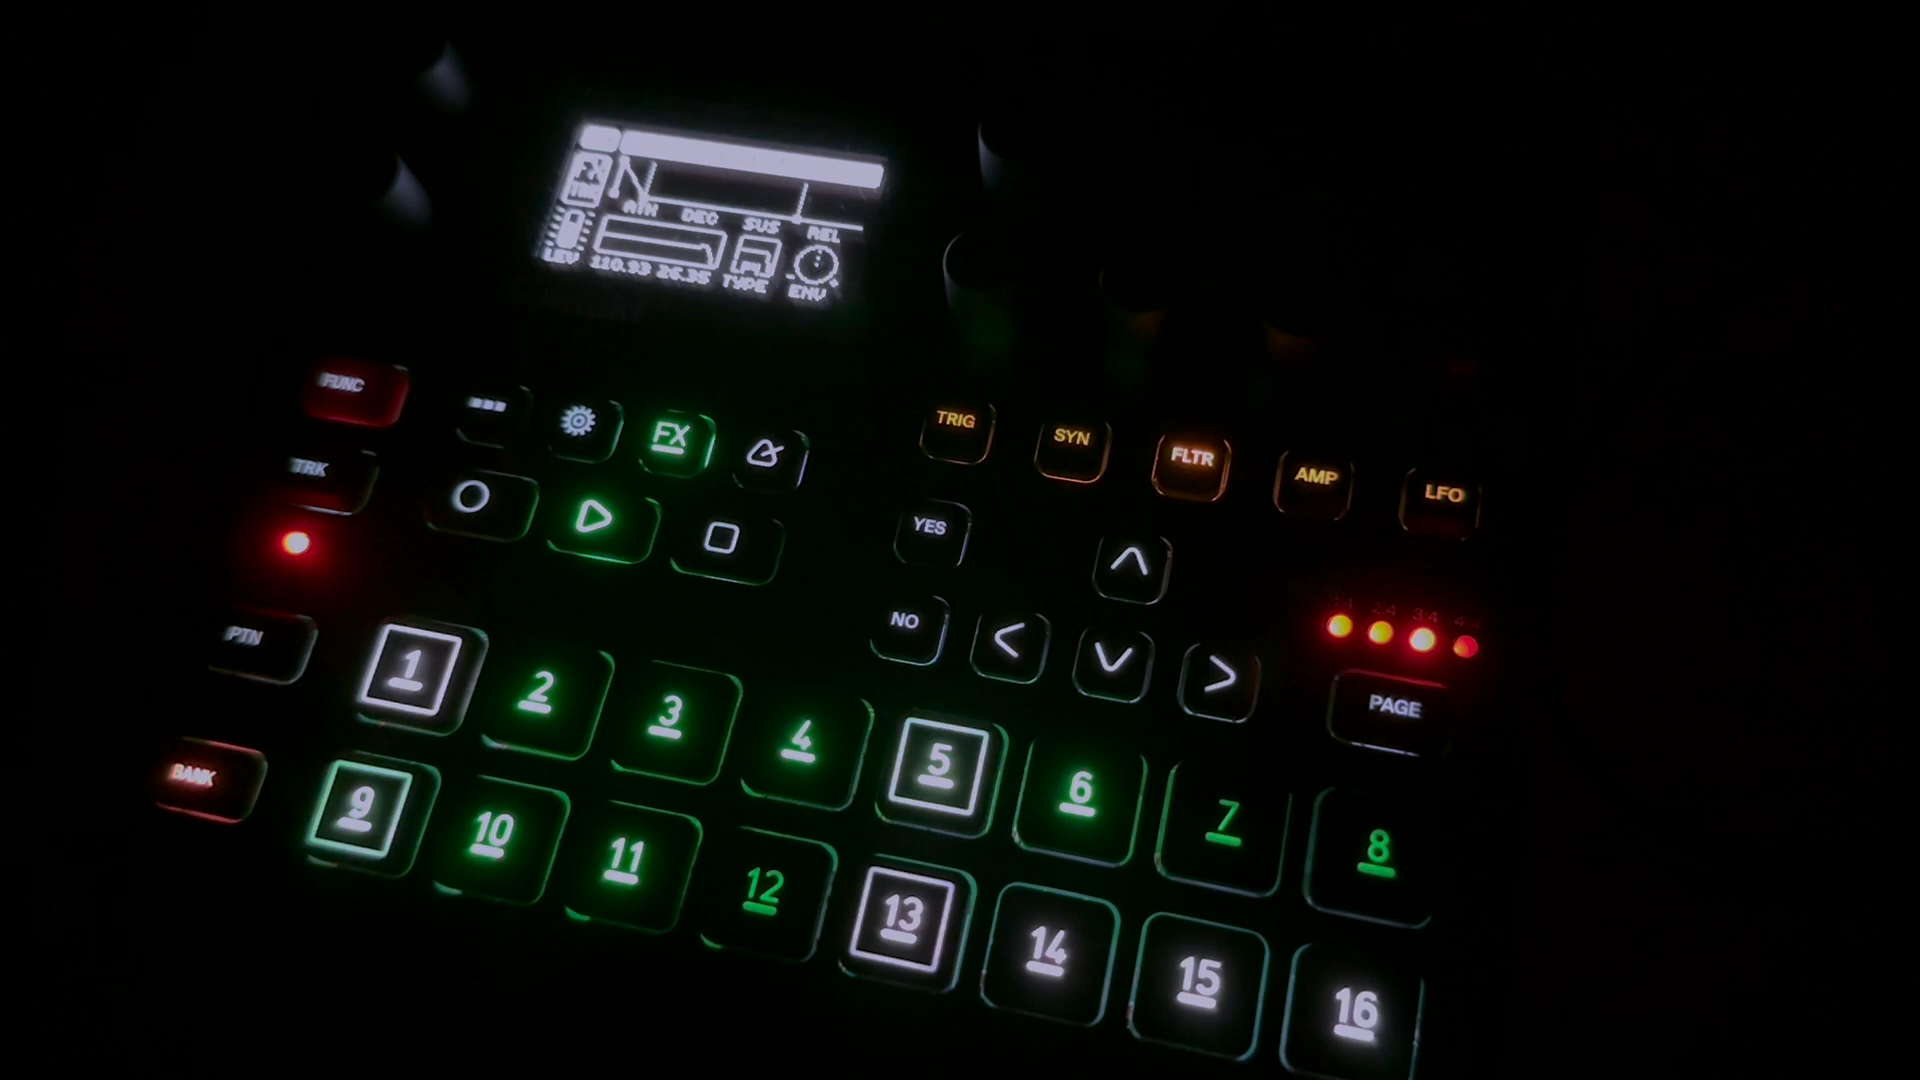 FX
ATK DEC SUS REL
LEV 110.93 26.35 TYPE ENV
FUNC
FX
TRIG SYN FLTR AMP LFO
TRK
YES
NO
PTN
PAGE
1 2 3 4 5 6 7 8
BANK
9 10 11 12 13 14 15 16